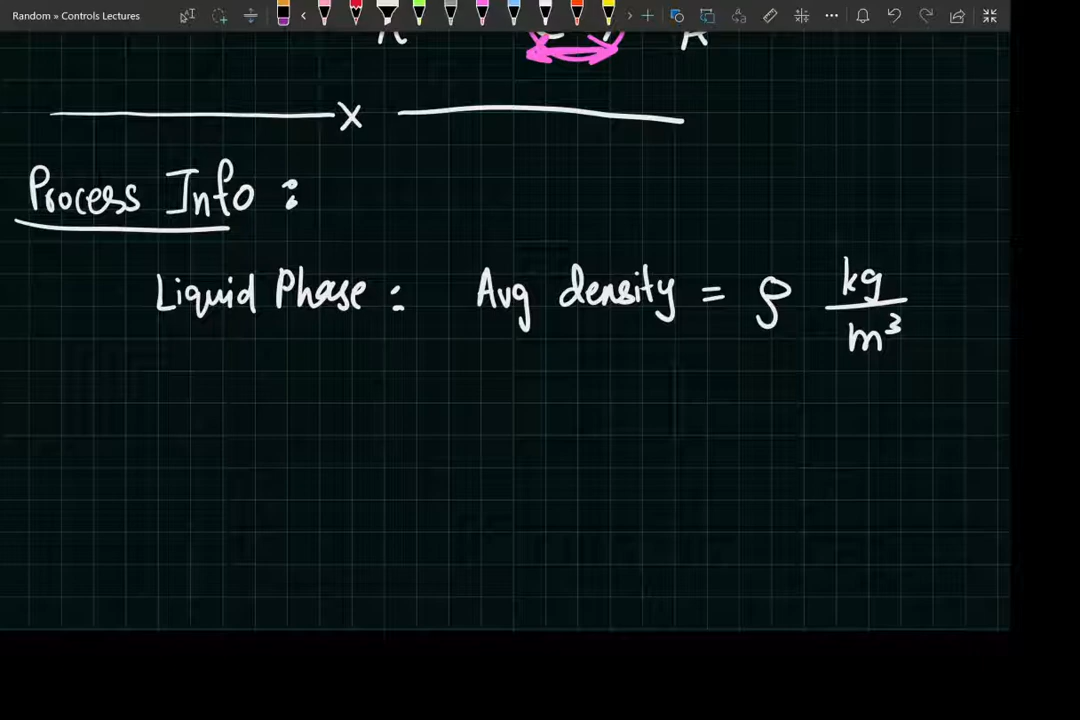 Random » Controls Lectures
Process Info :
Liquid Phase : Avg density = ρ kg/m³